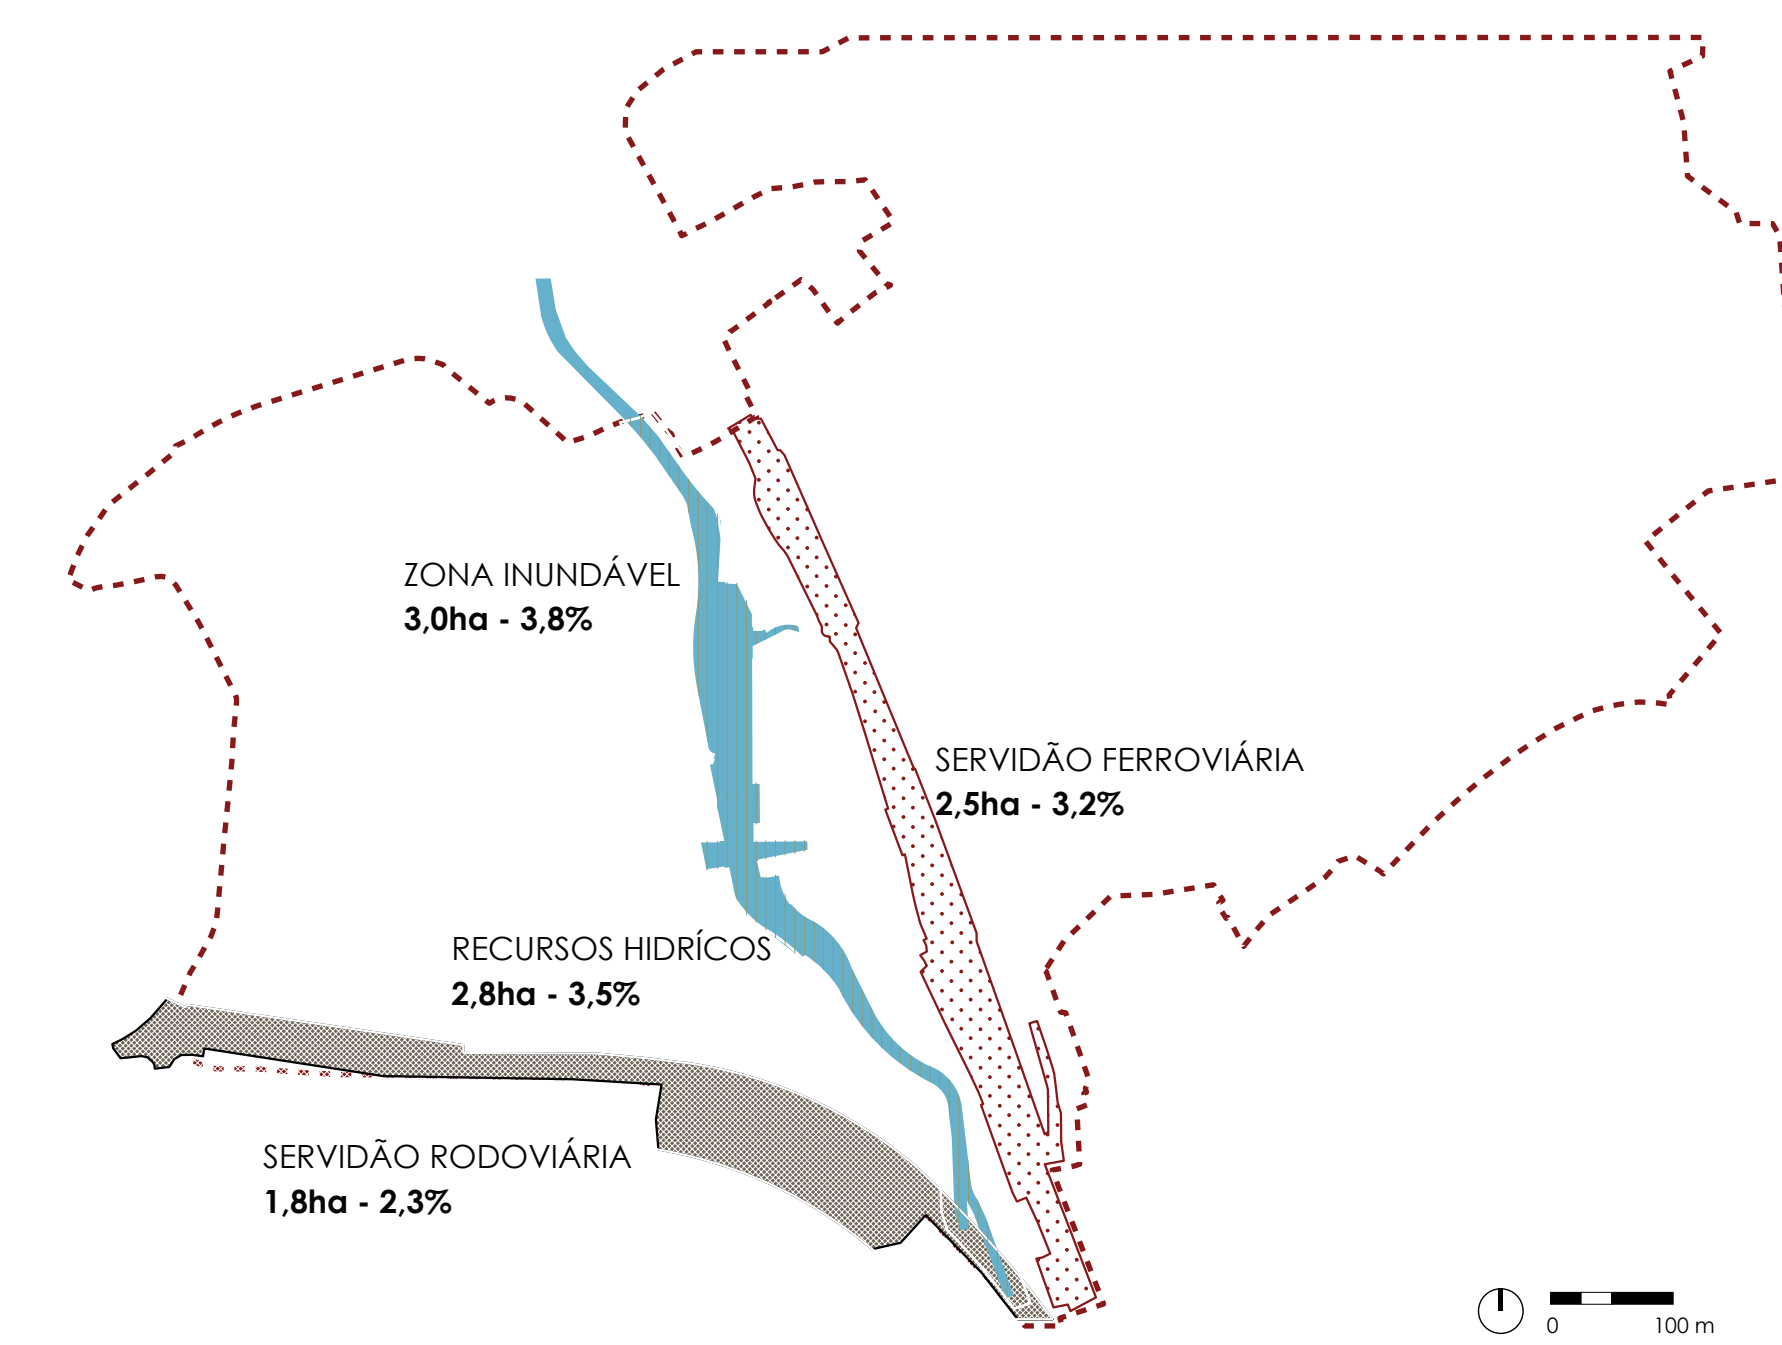 ZONA INUNDÁVEL
3,0ha - 3,8%
SERVIDÃO FERROVIÁRIA
2,5ha - 3,2%
RECURSOS HIDRÍCOS
2,8ha - 3,5%
SERVIDÃO RODOVIÁRIA
1,8ha - 2,3%
0 100 m